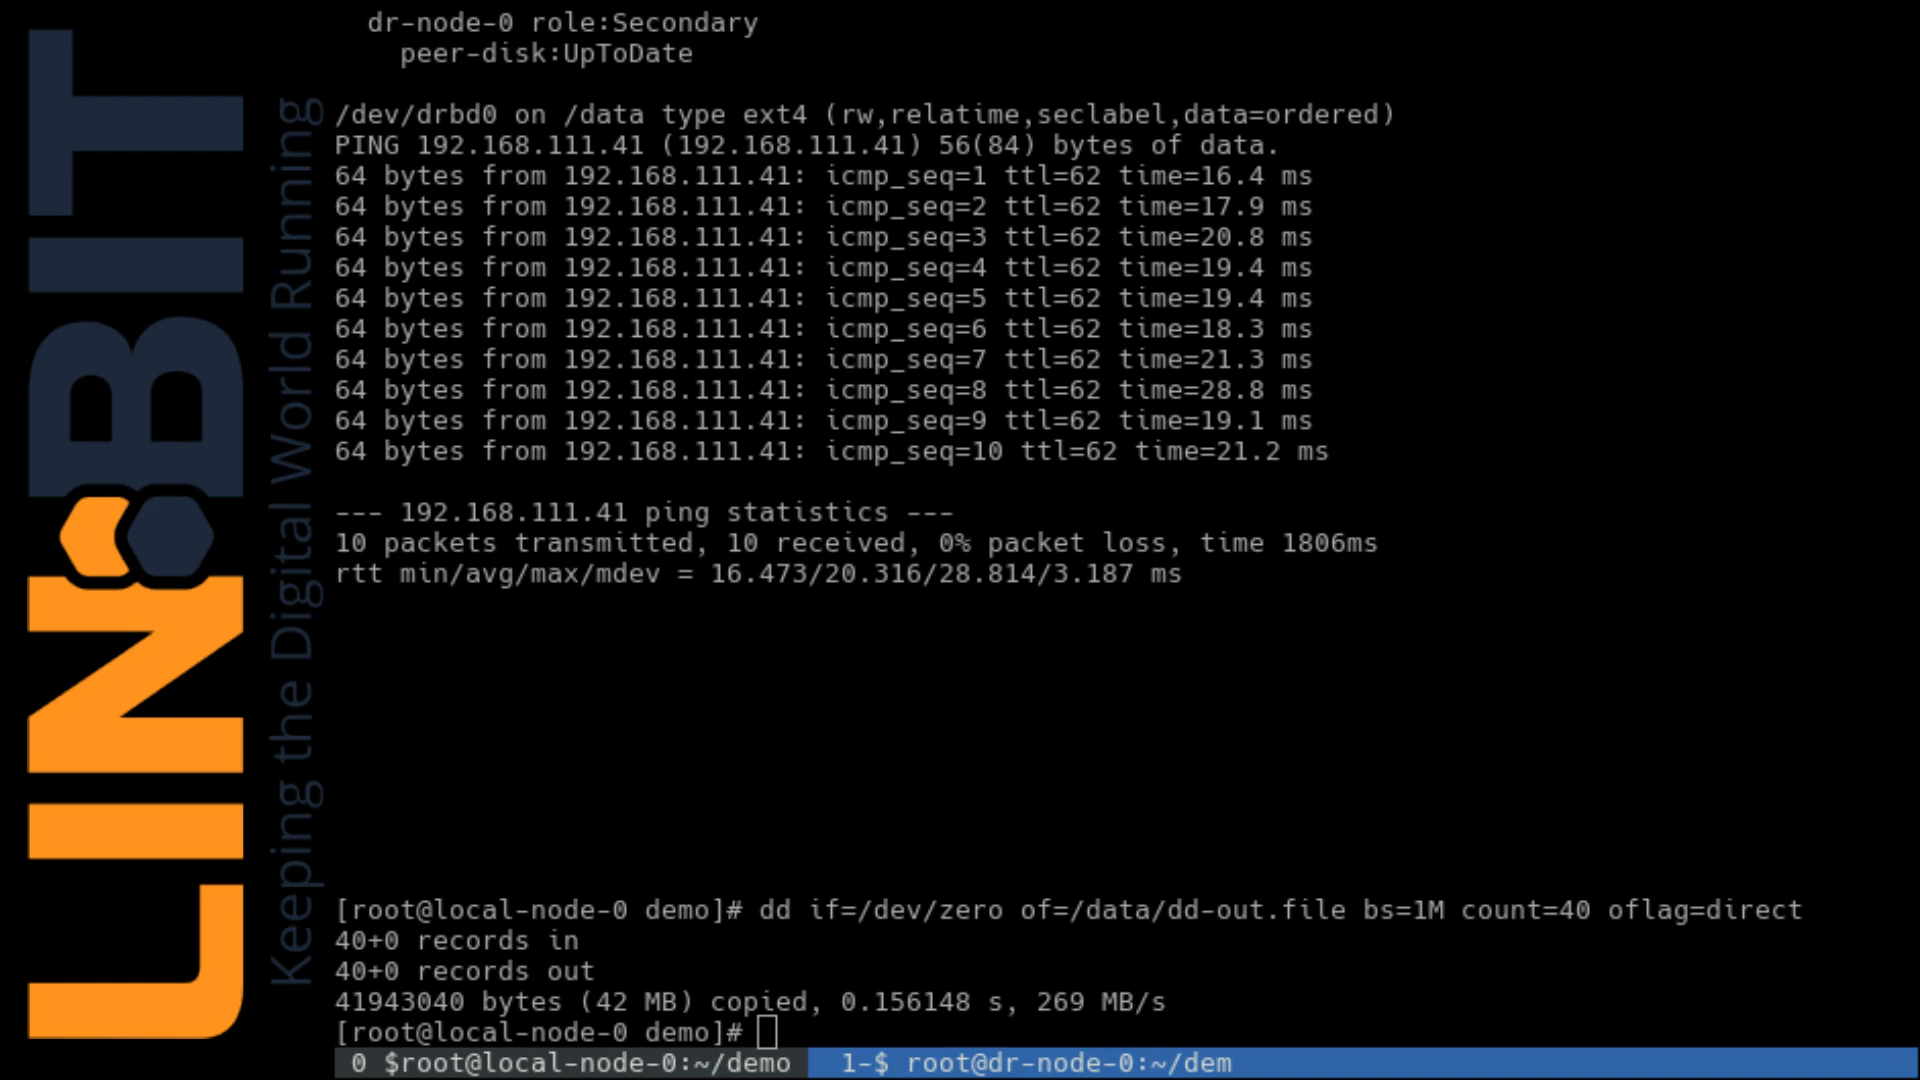 LINBIT
Keeping the Digital World Running
dr-node-0 role:Secondary
peer-disk:UpToDate
/dev/drbd0 on /data type ext4 (rw,relatime,seclabel,data=ordered)
PING 192.168.111.41 (192.168.111.41) 56(84) bytes of data.
64 bytes from 192.168.111.41: icmp_seq=1 ttl=62 time=16.4 ms
64 bytes from 192.168.111.41: icmp_seq=2 ttl=62 time=17.9 ms
64 bytes from 192.168.111.41: icmp_seq=3 ttl=62 time=20.8 ms
64 bytes from 192.168.111.41: icmp_seq=4 ttl=62 time=19.4 ms
64 bytes from 192.168.111.41: icmp_seq=5 ttl=62 time=19.4 ms
64 bytes from 192.168.111.41: icmp_seq=6 ttl=62 time=18.3 ms
64 bytes from 192.168.111.41: icmp_seq=7 ttl=62 time=21.3 ms
64 bytes from 192.168.111.41: icmp_seq=8 ttl=62 time=28.8 ms
64 bytes from 192.168.111.41: icmp_seq=9 ttl=62 time=19.1 ms
64 bytes from 192.168.111.41: icmp_seq=10 ttl=62 time=21.2 ms
--- 192.168.111.41 ping statistics ---
10 packets transmitted, 10 received, 0% packet loss, time 1806ms
rtt min/avg/max/mdev = 16.473/20.316/28.814/3.187 ms
[root@local-node-0 demo]# dd if=/dev/zero of=/data/dd-out.file bs=1M count=40 oflag=direct
40+0 records in
40+0 records out
41943040 bytes (42 MB) copied, 0.156148 s, 269 MB/s
[root@local-node-0 demo]#
0 $root@local-node-0:~/demo 1-$ root@dr-node-0:~/dem